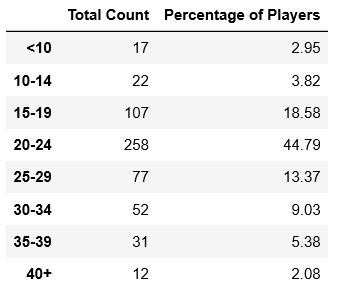 Total Count Percentage of Players
<10 17 2.95
10-14 22 3.82
15-19 107 18.58
20-24 258 44.79
25-29 77 13.37
30-34 52 9.03
35-39 31 5.38
40+ 12 2.08